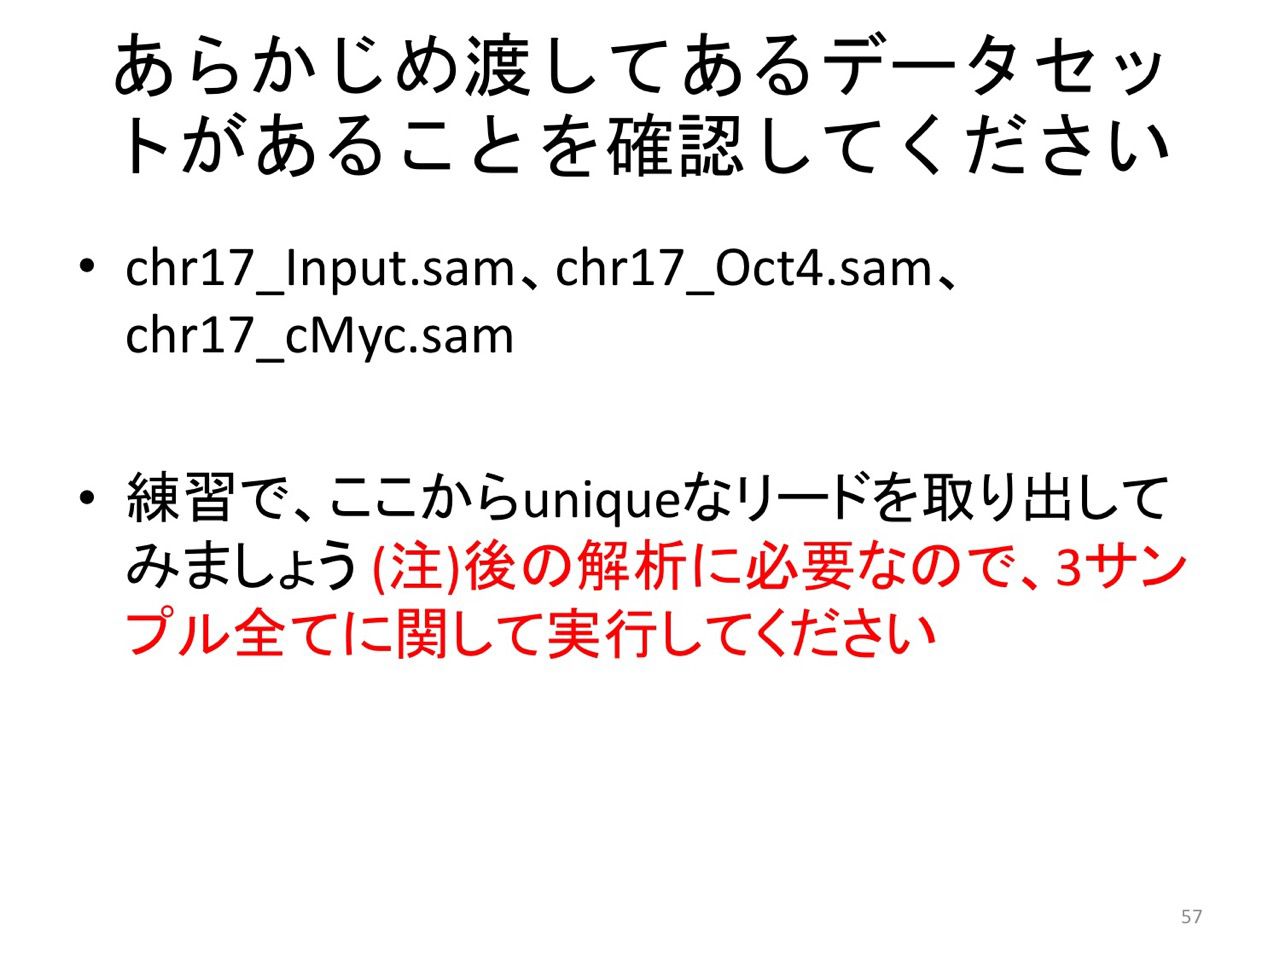 あらかじめ渡してあるデータセッ
トがあることを確認してください
• chr17_Input.sam、chr17_Oct4.sam、
chr17_cMyc.sam
• 練習で、ここからuniqueなリードを取り出して
みましょう (注)後の解析に必要なので、3サン
プル全てに関して実行してください
57